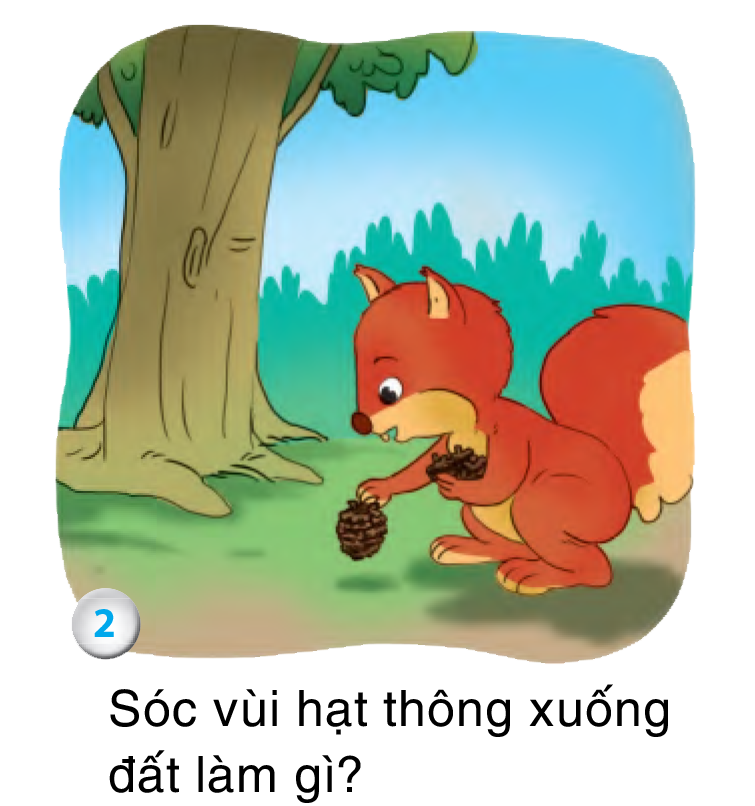 2
Sóc vùi hạt thông xuống
đất làm gì?